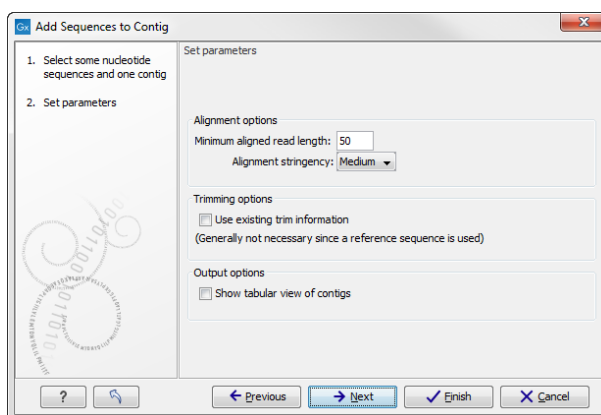 Gx Add Sequences to Contig
1. Select some nucleotide
sequences and one contig
2. Set parameters
Set parameters
Alignment options
Minimum aligned read length: 50
Alignment stringency: Medium
Trimming options
Use existing trim information
(Generally not necessary since a reference sequence is used)
Output options
Show tabular view of contigs
? Previous Next Finish Cancel